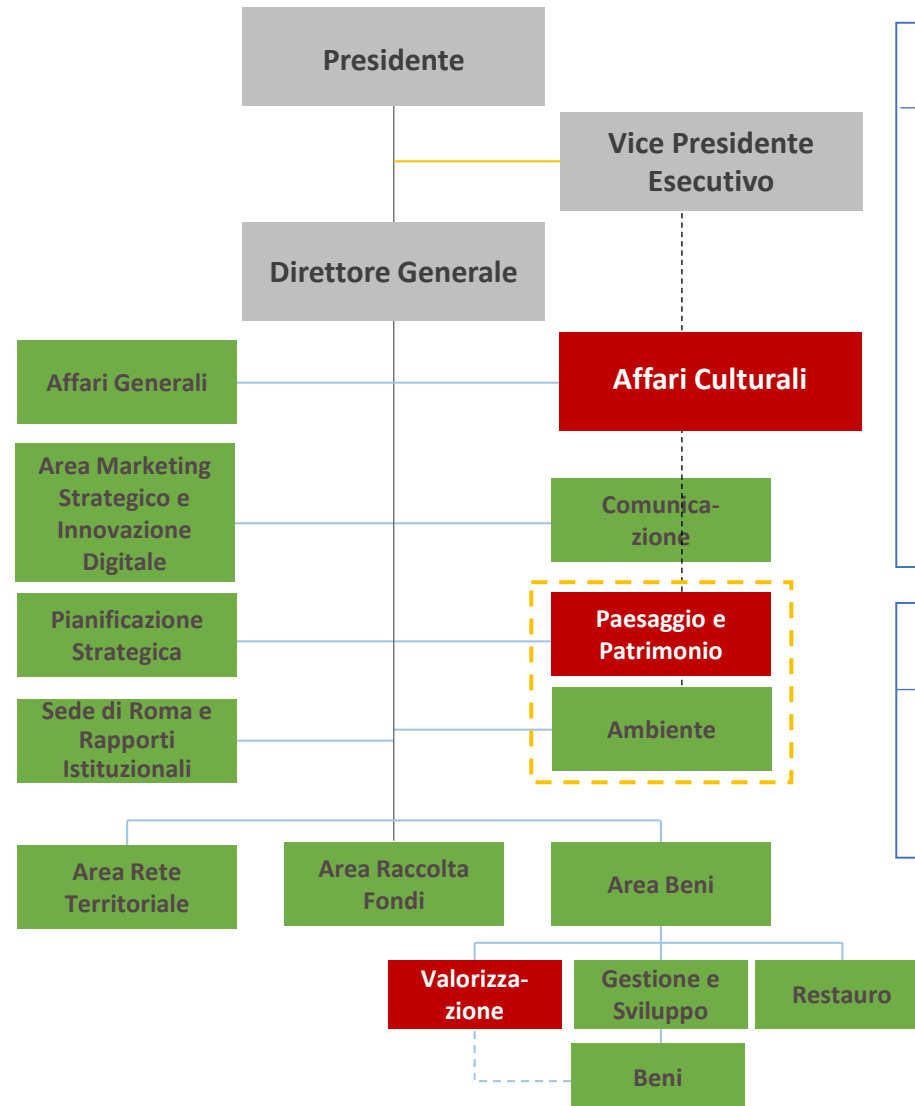 Presidente
Vice Presidente
Esecutivo
Direttore Generale
Affari Generali
Affari Culturali
Area Marketing
Strategico e
Innovazione
Digitale
Comunica-
zione
Pianificazione
Strategica
Paesaggio e
Patrimonio
Sede di Roma e
Rapporti
Istituzionali
Ambiente
Area Rete
Territoriale
Area Raccolta
Fondi
Area Beni
Valorizza-
zione
Gestione e
Sviluppo
Restauro
Beni